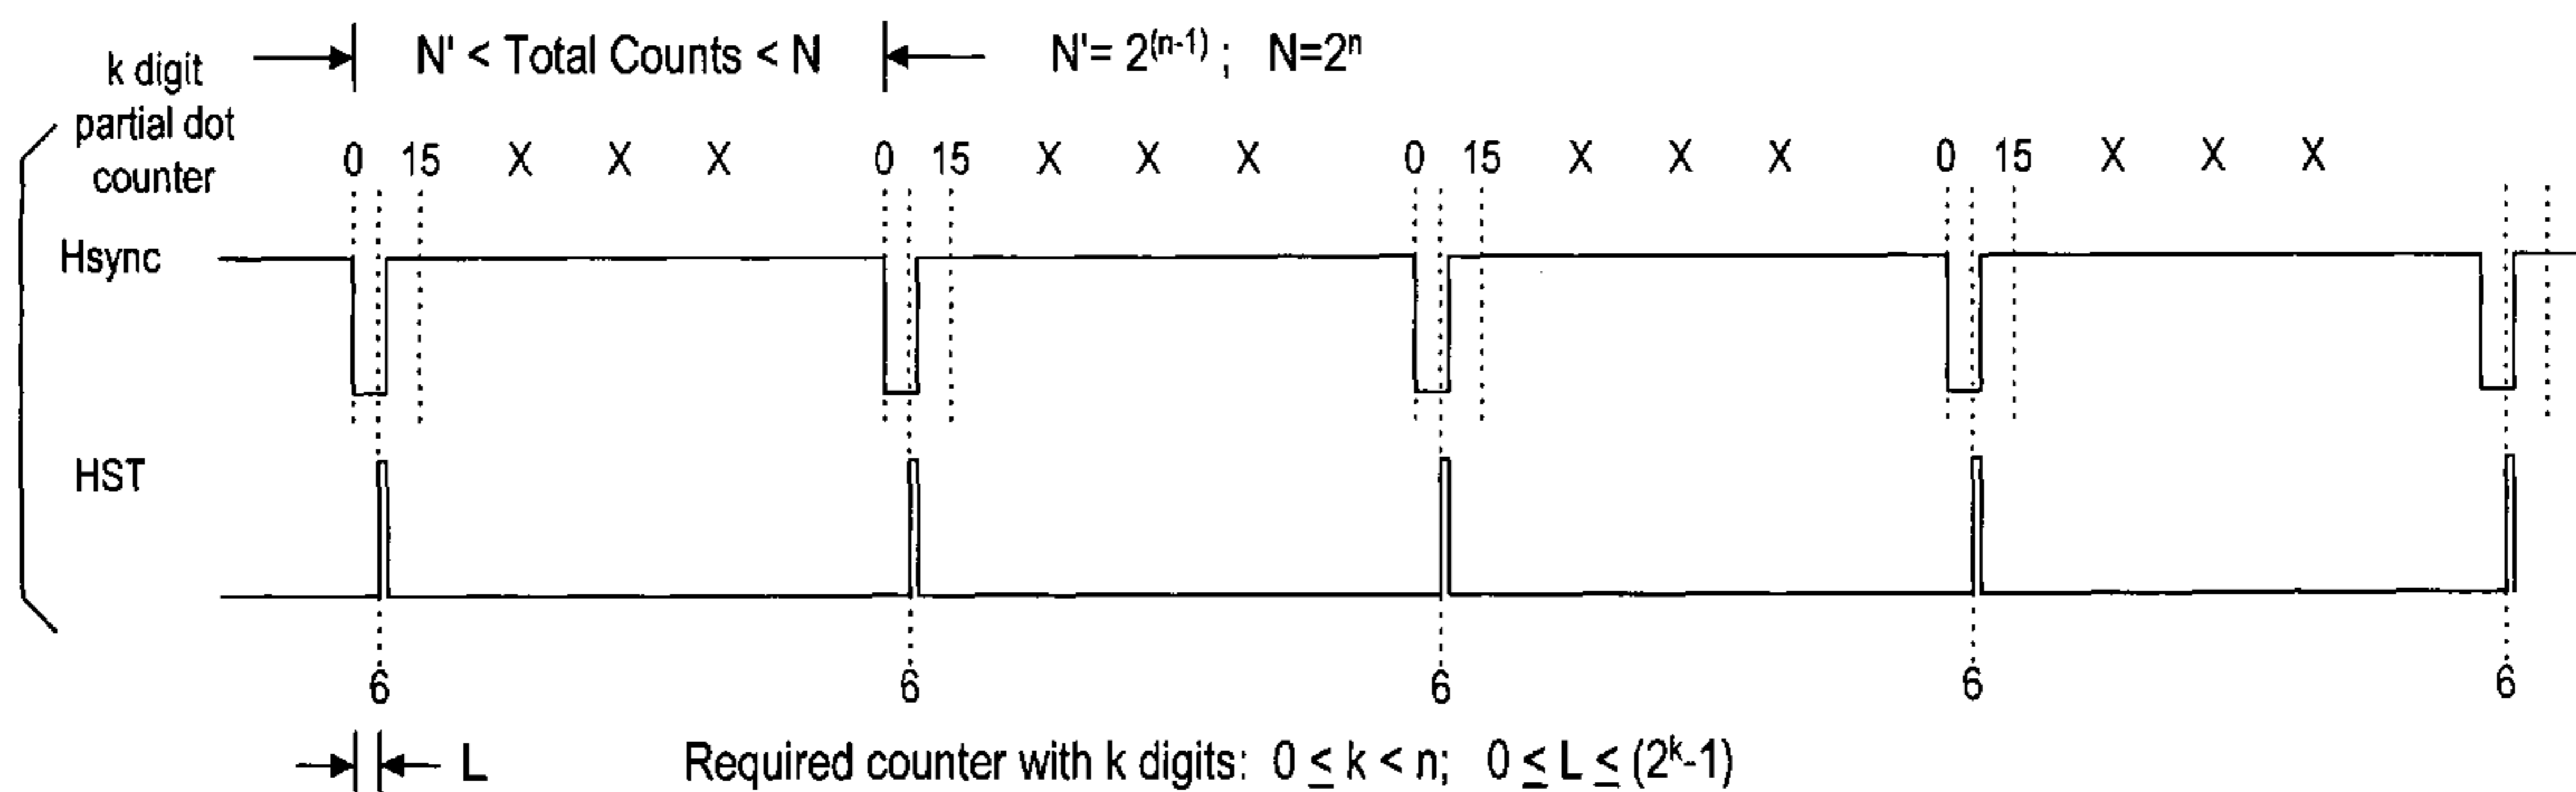 N' < Total Counts < N
N'= 2^(n-1) ; N=2^n
k digit
partial dot
counter
0 15 X X X 0 15 X X X 0 15 X X X 0 15 X X X
Hsync
HST
6 6 6 6 6
L
Required counter with k digits: 0 ≤ k < n; 0 ≤ L ≤ (2^k-1)